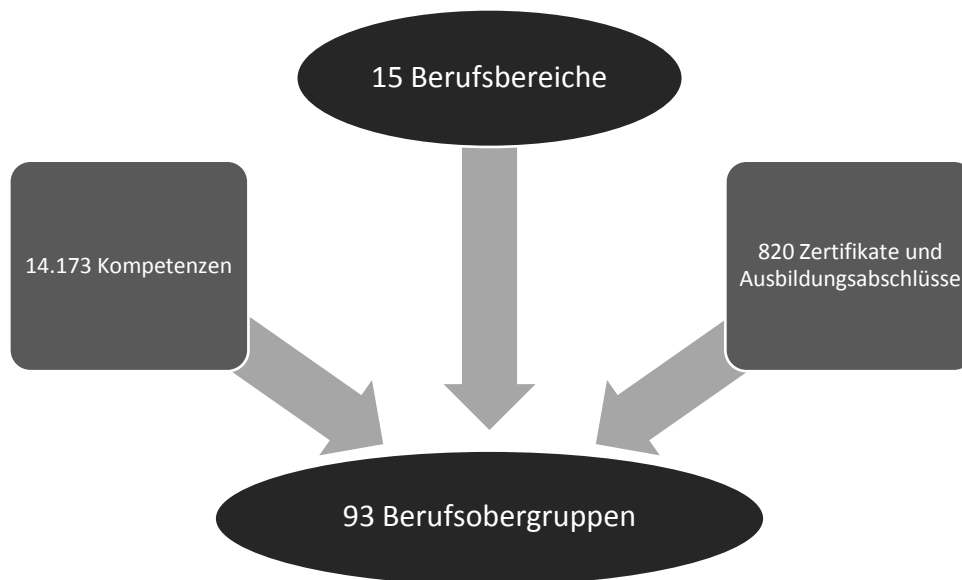 15 Berufsbereiche
14.173 Kompetenzen
820 Zertifikate und
Ausbildungsabschlüsse
93 Berufsobergruppen